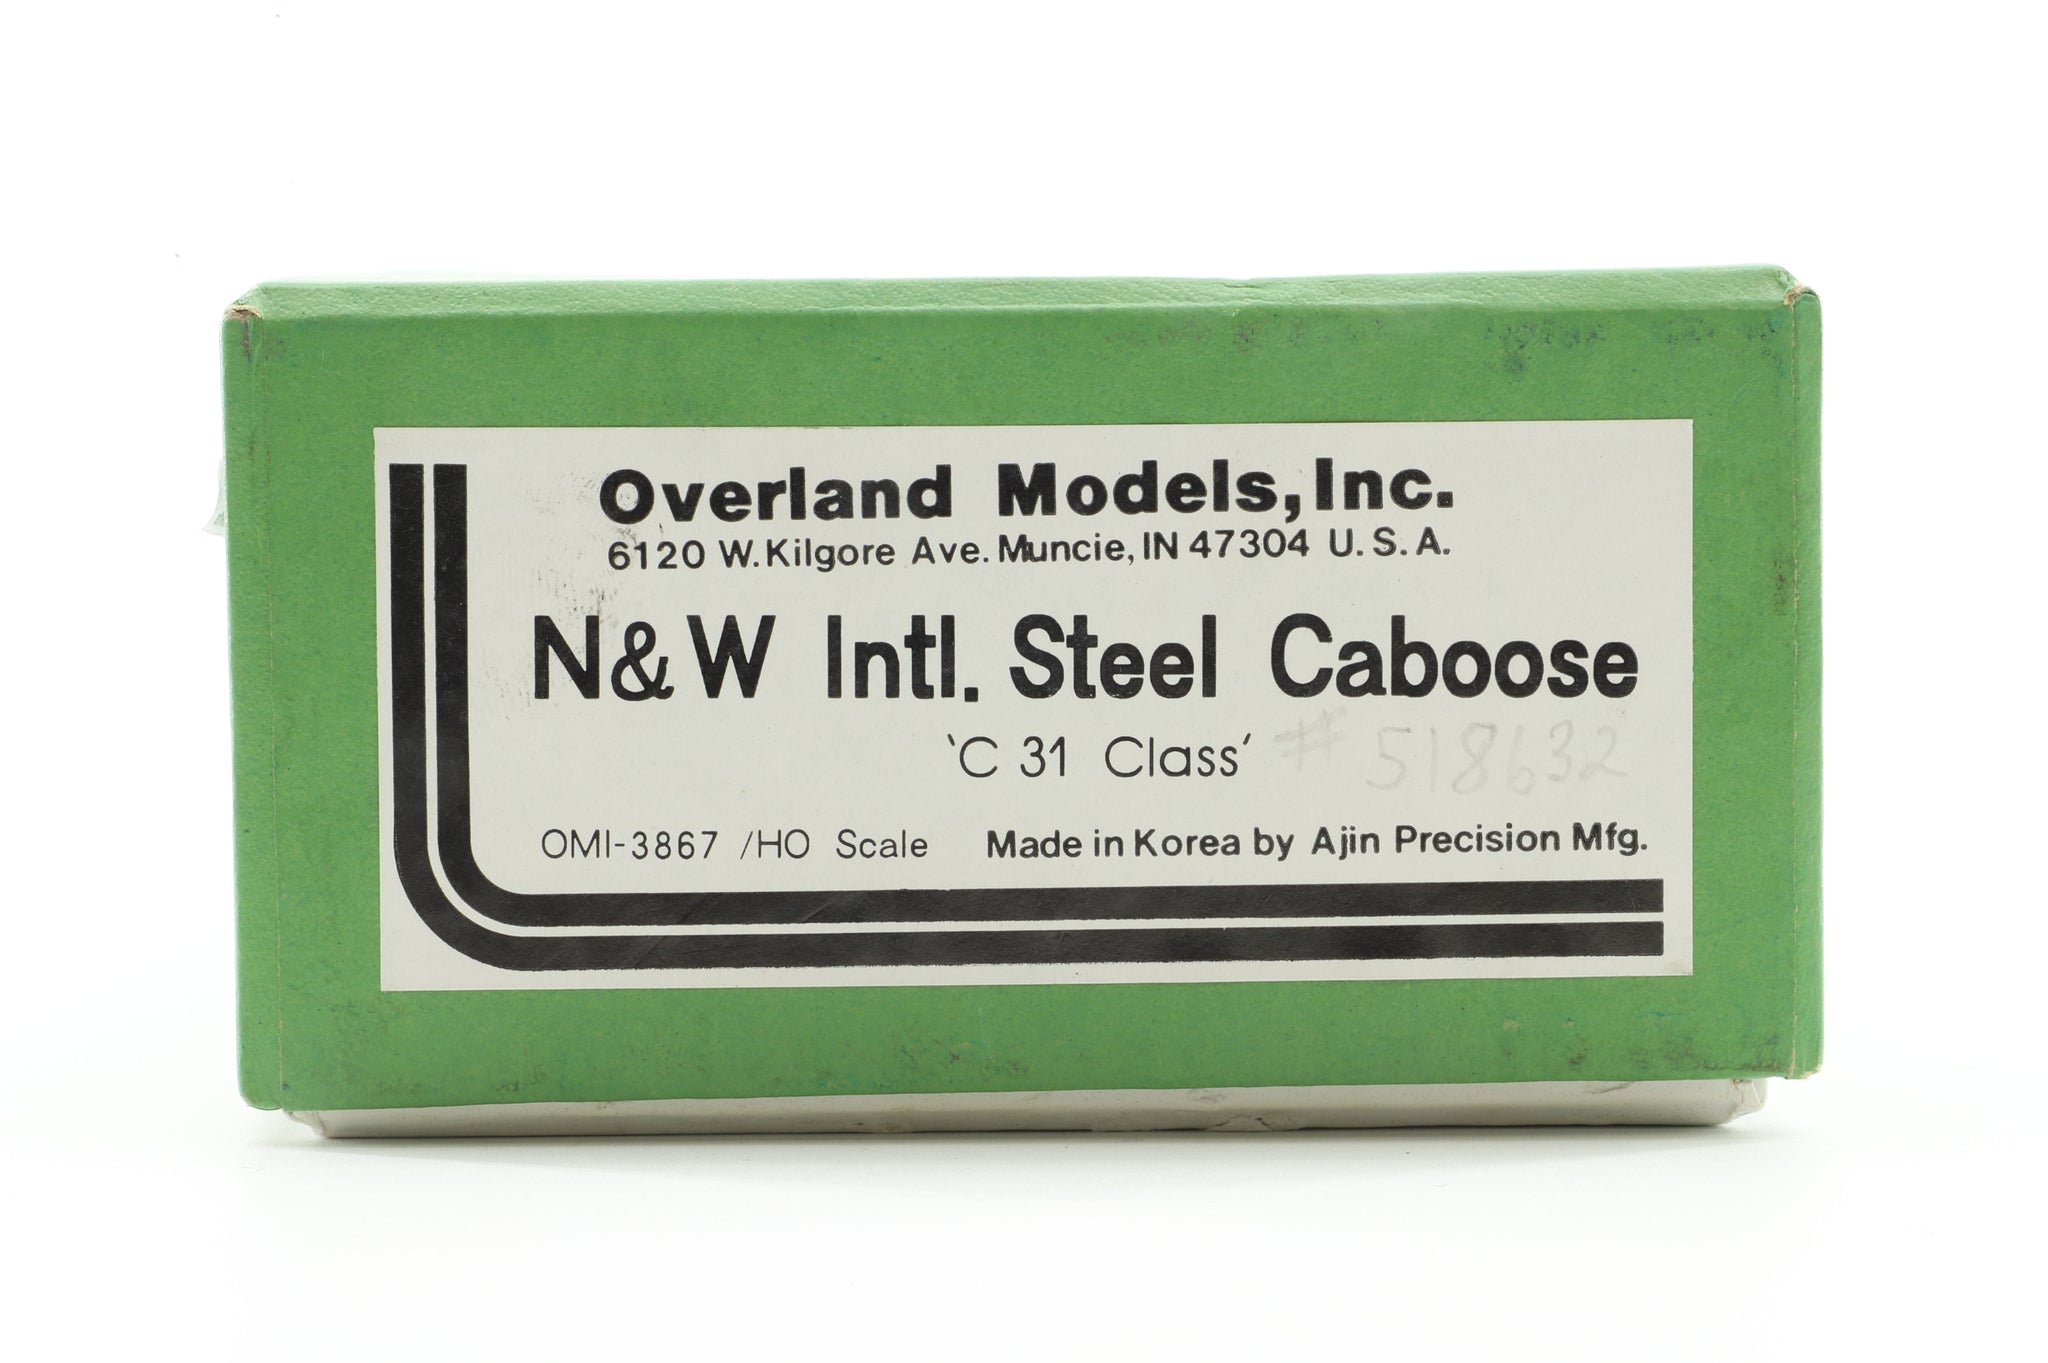 Overland Models, Inc.
6120 W. Kilgore Ave. Muncie, IN 47304 U. S. A.
N&W Intl. Steel Caboose
'C 31 Class' # 518632
OMI-3867 /HO Scale Made in Korea by Ajin Precision Mfg.